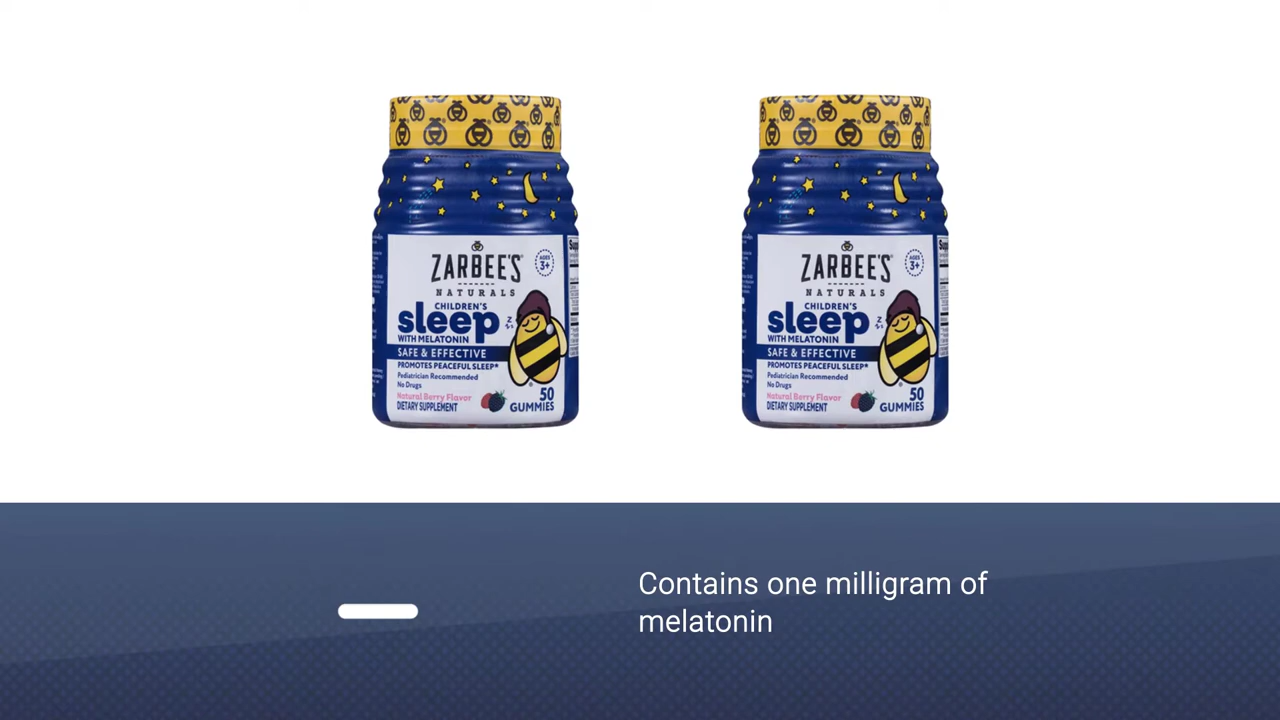 ZARBEE'S
NATURALS
AGES
3+
CHILDREN'S
sleep
WITH MELATONIN
SAFE & EFFECTIVE
PROMOTES PEACEFUL SLEEP*
Pediatrician Recommended
No Drugs
Natural Berry Flavor
DIETARY SUPPLEMENT
50
GUMMIES
ZARBEE'S
NATURALS
AGES
3+
CHILDREN'S
sleep
WITH MELATONIN
SAFE & EFFECTIVE
PROMOTES PEACEFUL SLEEP*
Pediatrician Recommended
No Drugs
Natural Berry Flavor
DIETARY SUPPLEMENT
50
GUMMIES
Contains one milligram of
melatonin